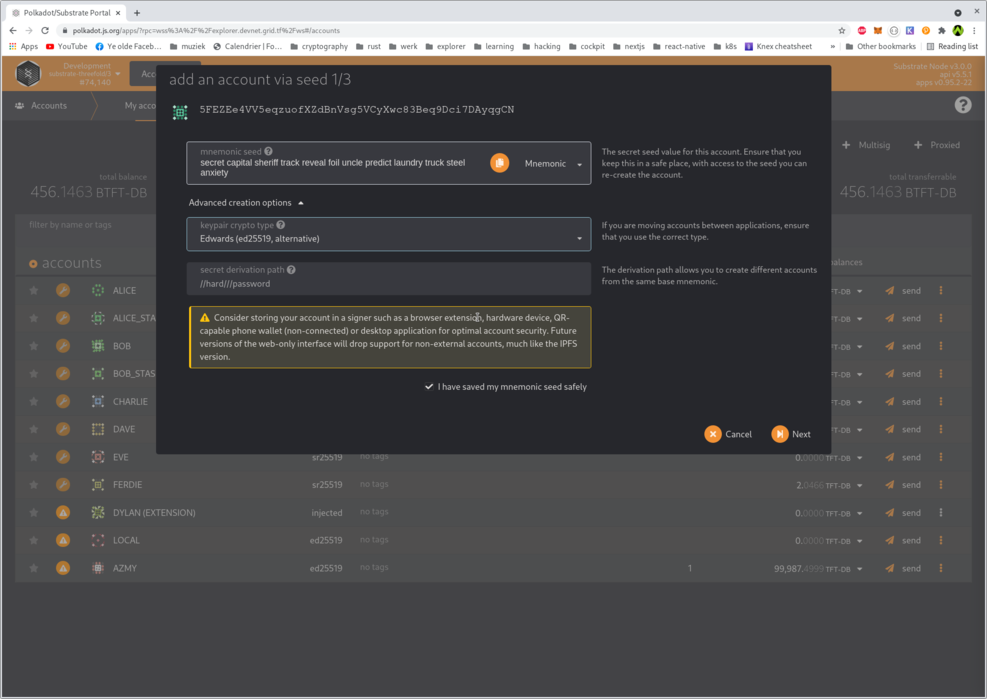 Polkadot/Substrate Portal
polkadot.js.org/apps/?rpc=wss%3A%2F%2Fexplorer.devnet.grid.tf%2Fws#/accounts
Apps YouTube Ye olde Faceb... muziek Calendrier | Fo... cryptography rust werk explorer learning hacking cockpit nextjs react-native k8s Knex cheatsheet » Other bookmarks Reading list
Development
substrate-threefold/3
#74,140
Acc
Substrate Node v3.0.0
api v5.5.1
apps v0.95.2-22
Accounts
My acco
add an account via seed 1/3
5FEZEe4VV5eqzuofXZdBnVsg5VCyXwc83Beq9Dci7DAyqgCN
Multisig
Proxied
mnemonic seed
secret capital sheriff track reveal foil uncle predict laundry truck steel
anxiety
Mnemonic
The secret seed value for this account. Ensure that you
keep this in a safe place, with access to the seed you can
re-create the account.
total balance
456.1463 BTFT-DB
total transferrable
456.1463 BTFT-DB
Advanced creation options
filter by name or tags
keypair crypto type
Edwards (ed25519, alternative)
If you are moving accounts between applications, ensure
that you use the correct type.
accounts
balances
secret derivation path
//hard///password
The derivation path allows you to create different accounts
from the same base mnemonic.
ALICE TFT-DB send
ALICE_STA TFT-DB send
Consider storing your account in a signer such as a browser extension, hardware device, QR-
capable phone wallet (non-connected) or desktop application for optimal account security. Future
versions of the web-only interface will drop support for non-external accounts, much like the IPFS
version.
BOB TFT-DB send
BOB_STAS TFT-DB send
I have saved my mnemonic seed safely
CHARLIE TFT-DB send
DAVE TFT-DB send
Cancel
Next
EVE sr25519 no tags 0.0000 TFT-DB send
FERDIE sr25519 no tags 2.0466 TFT-DB send
DYLAN (EXTENSION) injected no tags 0.0000 TFT-DB send
LOCAL ed25519 no tags 0.0000 TFT-DB send
AZMY ed25519 no tags 1 99,987.4999 TFT-DB send